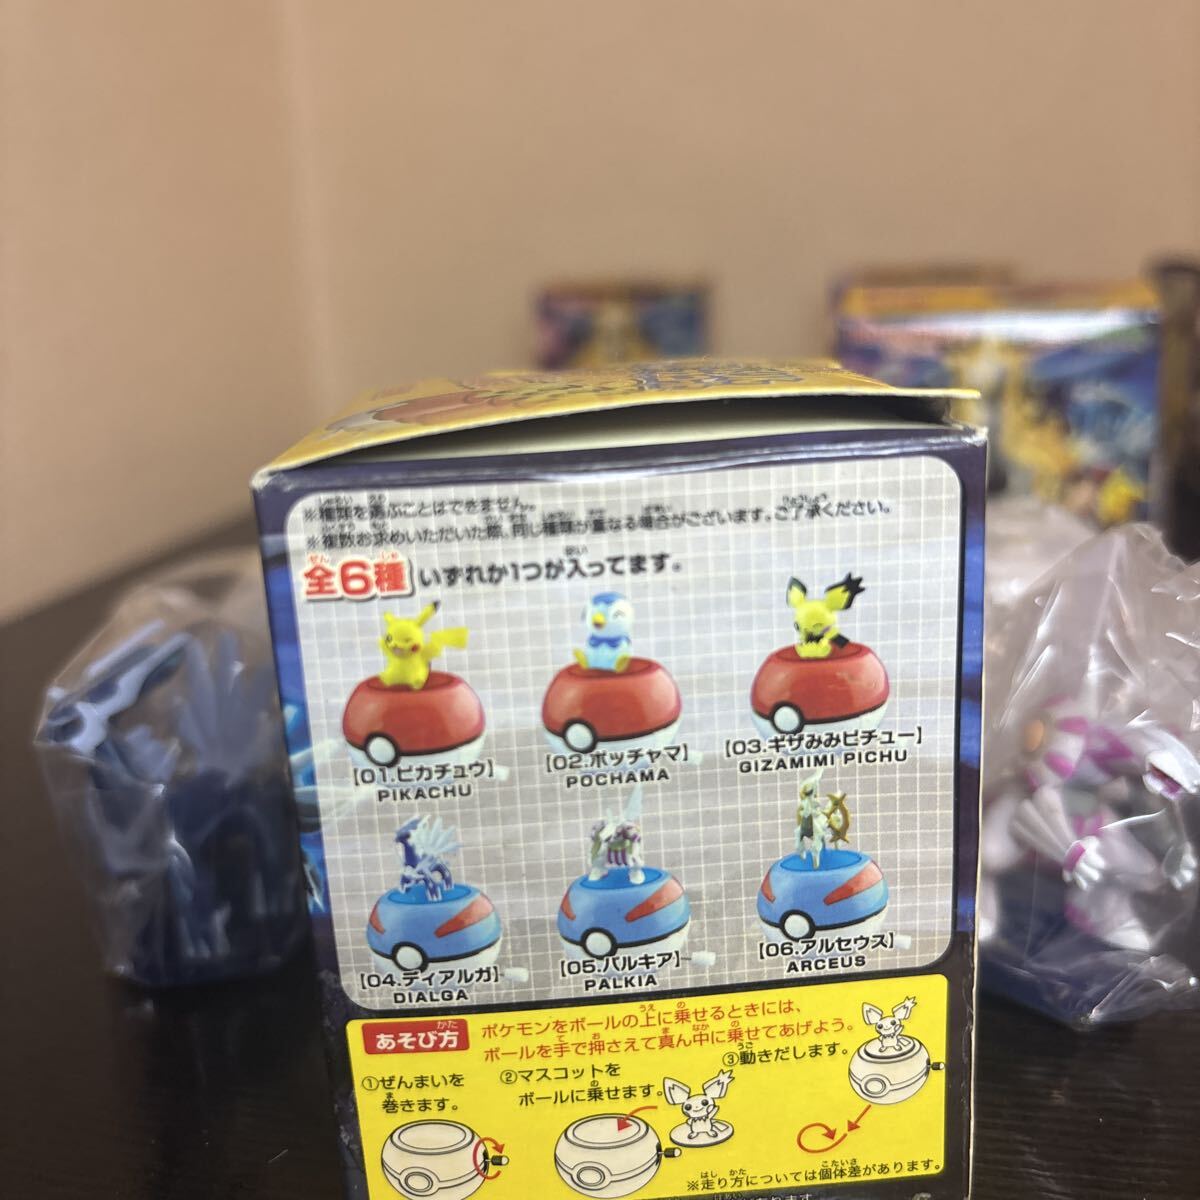 ※種類を選ぶことはできません。
※複数お求めいただいた際、同じ種類が重なる場合がございます。ご了承ください。
全6種 いずれか1つが入ってます。
【01.ピカチュウ】
PIKACHU
【02.ポッチャマ】
POCHAMA
【03.ギザみみピチュー】
GIZAMIMI PICHU
【04.ディアルガ】
DIALGA
【05.パルキア】
PALKIA
【06.アルセウス】
ARCEUS
あそび方
ポケモンをボールの上に乗せるときには、
ボールを手で押さえて真ん中に乗せてあげよう。
①ぜんまいを
巻きます。
②マスコットを
ボールに乗せます。
③動きだします。
※走り方については個体差があります。